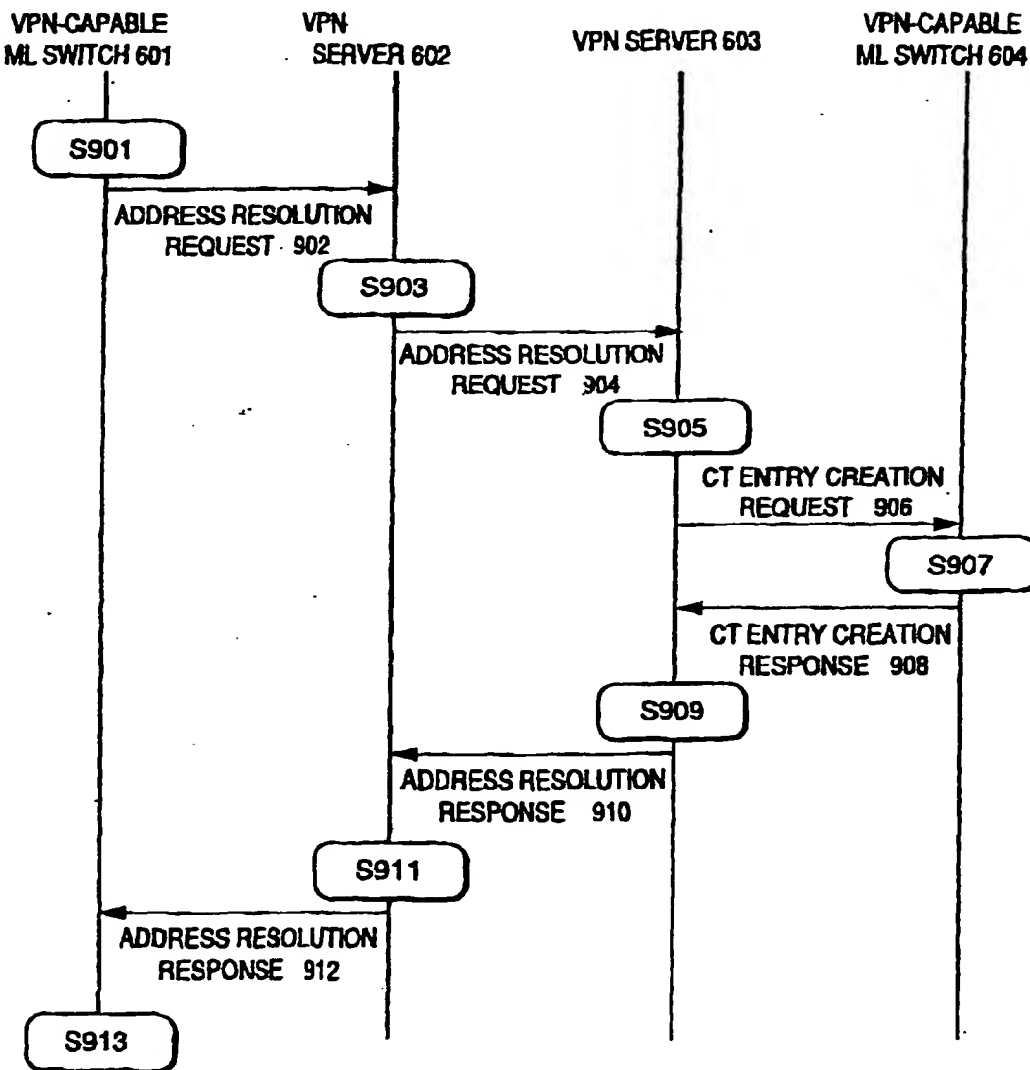 VPN-CAPABLE
ML SWITCH 601
VPN
SERVER 602
VPN SERVER 603
VPN-CAPABLE
ML SWITCH 604
S901
ADDRESS RESOLUTION
REQUEST 902
S903
ADDRESS RESOLUTION
REQUEST 904
S905
CT ENTRY CREATION
REQUEST 906
S907
CT ENTRY CREATION
RESPONSE 908
S909
ADDRESS RESOLUTION
RESPONSE 910
S911
ADDRESS RESOLUTION
RESPONSE 912
S913